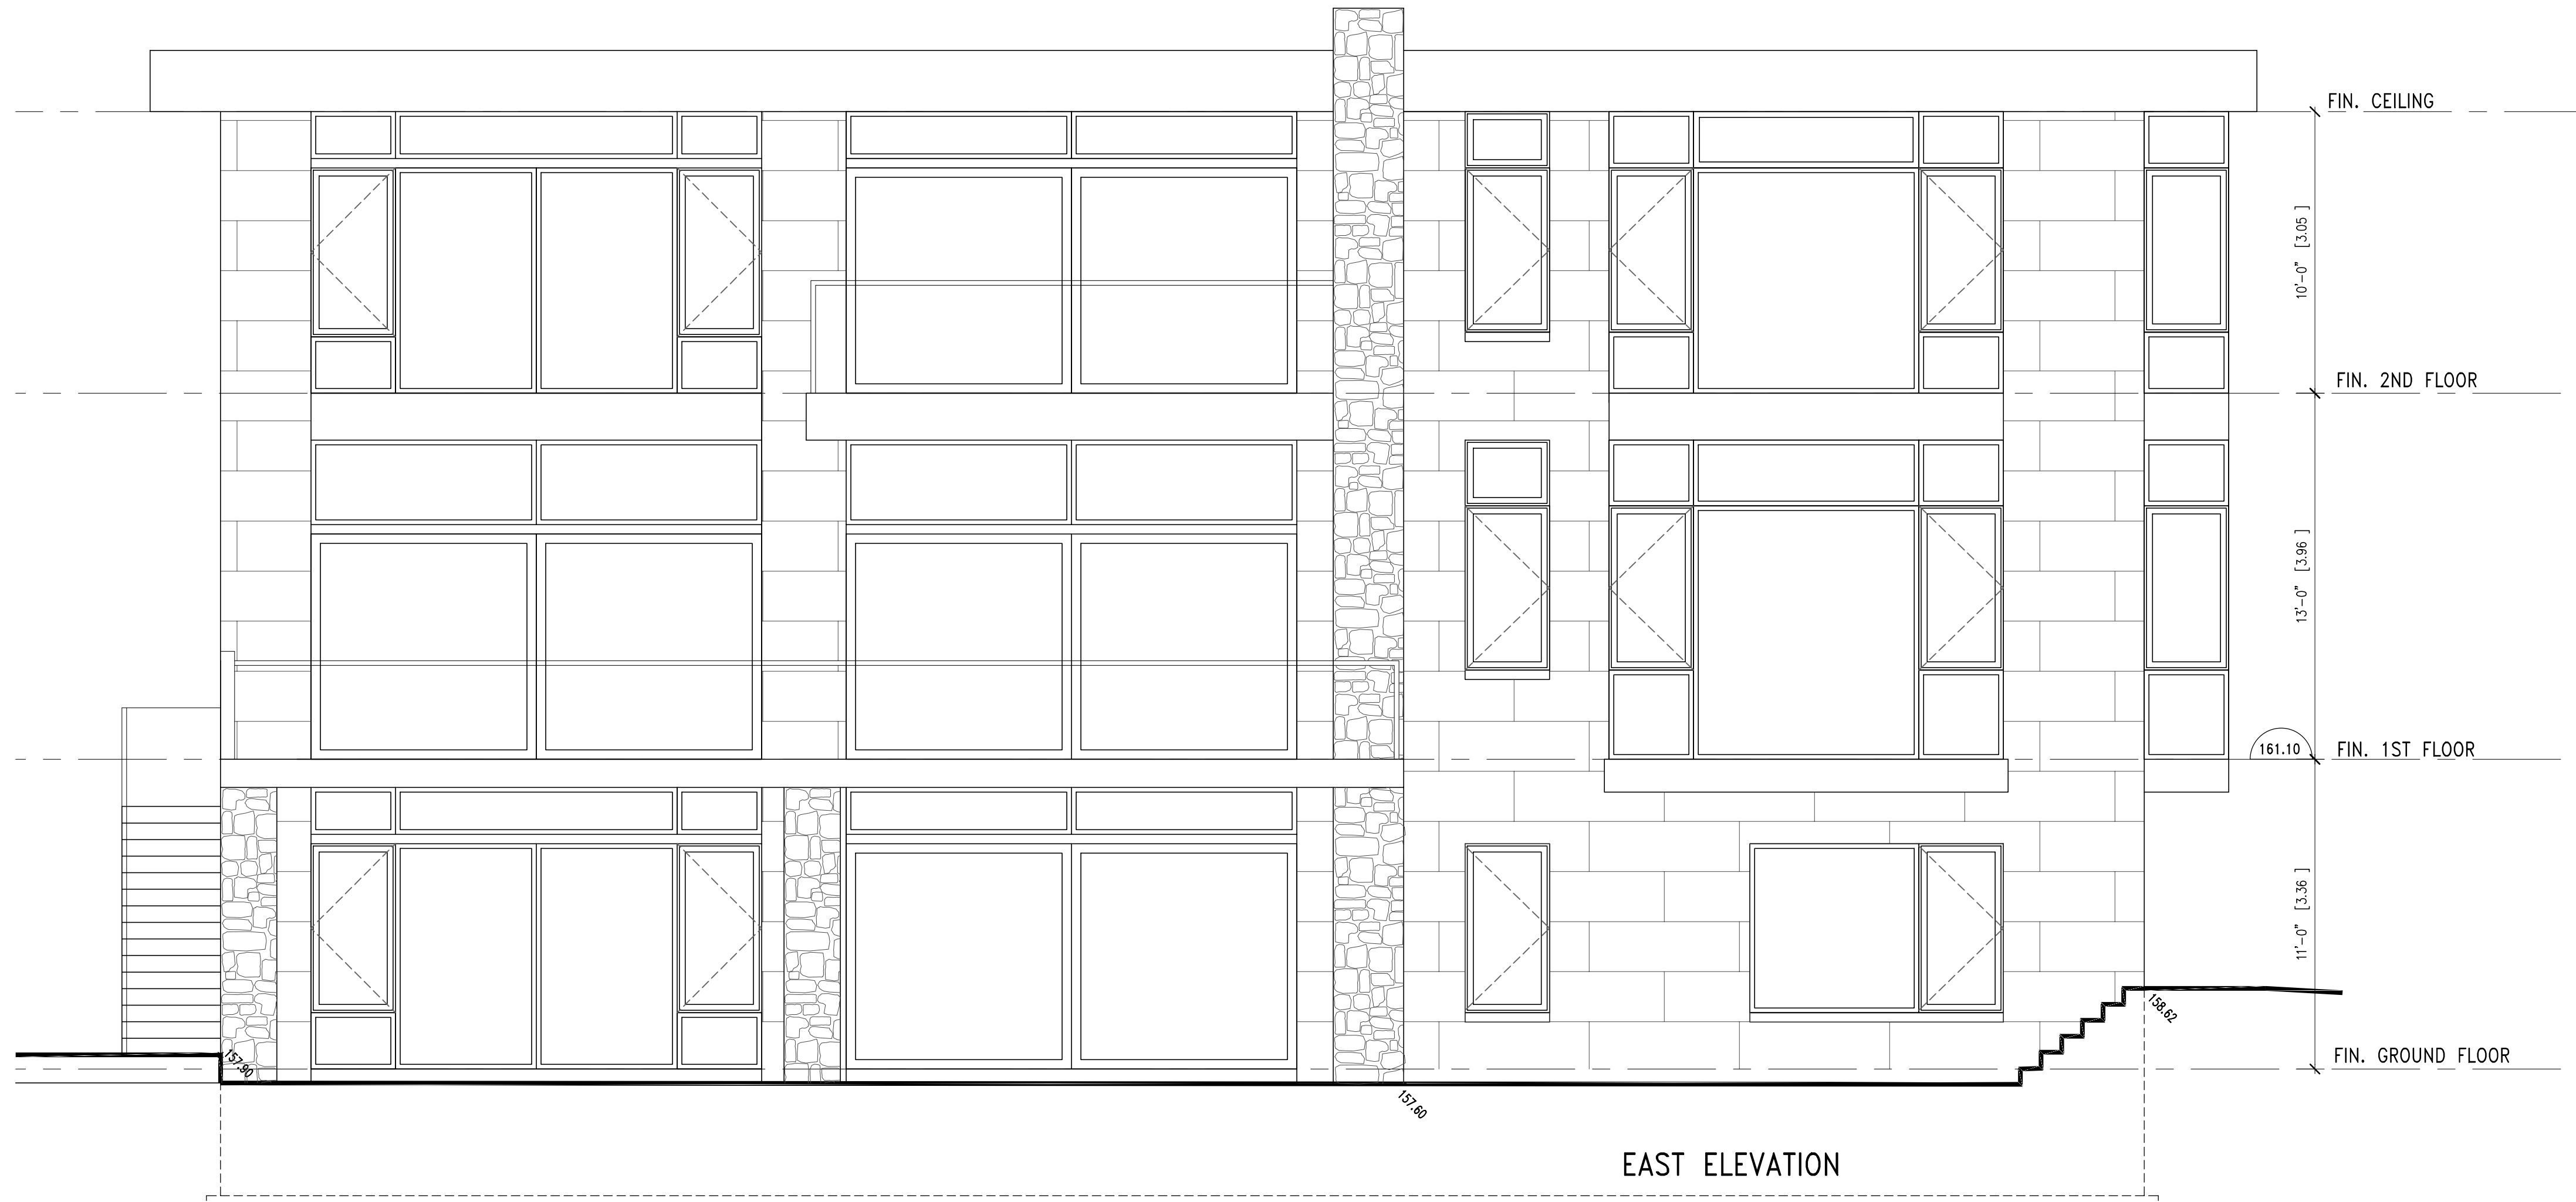 FIN. CEILING
10'-0" [3.05 ]
FIN. 2ND FLOOR
13'-0" [3.96 ]
161.10
FIN. 1ST FLOOR
11'-0" [3.36 ]
158.62
FIN. GROUND FLOOR
157.90
157.60
EAST ELEVATION